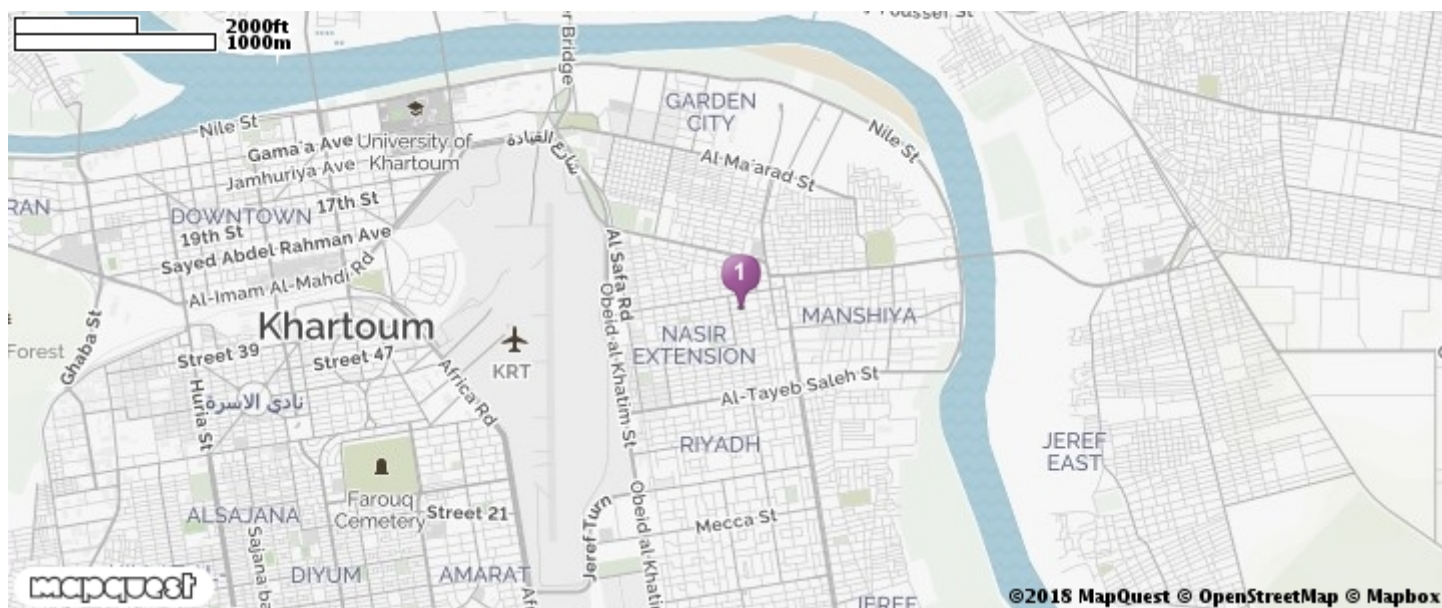 2000ft
1000m
Nile St
Gama'a Ave
University of
Khartoum
Jamhuriya Ave
17th St
RAN
DOWNTOWN
19th St
Sayed Abdel Rahman Ave
Al-Imam Al-Mahdi Rd
Khartoum
Forest
Ghaba St
Street 39
Street 47
Huria St
نادي الاسرة
Africa Rd
KRT
Bridge
شارع القيادة
GARDEN
CITY
Al Ma'arad St
Nile St
Al Safa Rd
Obeid al Khatim St
1
NASIR
EXTENSION
MANSHIYA
Al-Tayeb Saleh St
RIYADH
JEREF
EAST
Farouq
Cemetery
Street 21
ALSAJANA
Mecca St
Obeid al Khatim
DIYUM
AMARAT
JEREF
mapquest
©2018 MapQuest © OpenStreetMap © Mapbox